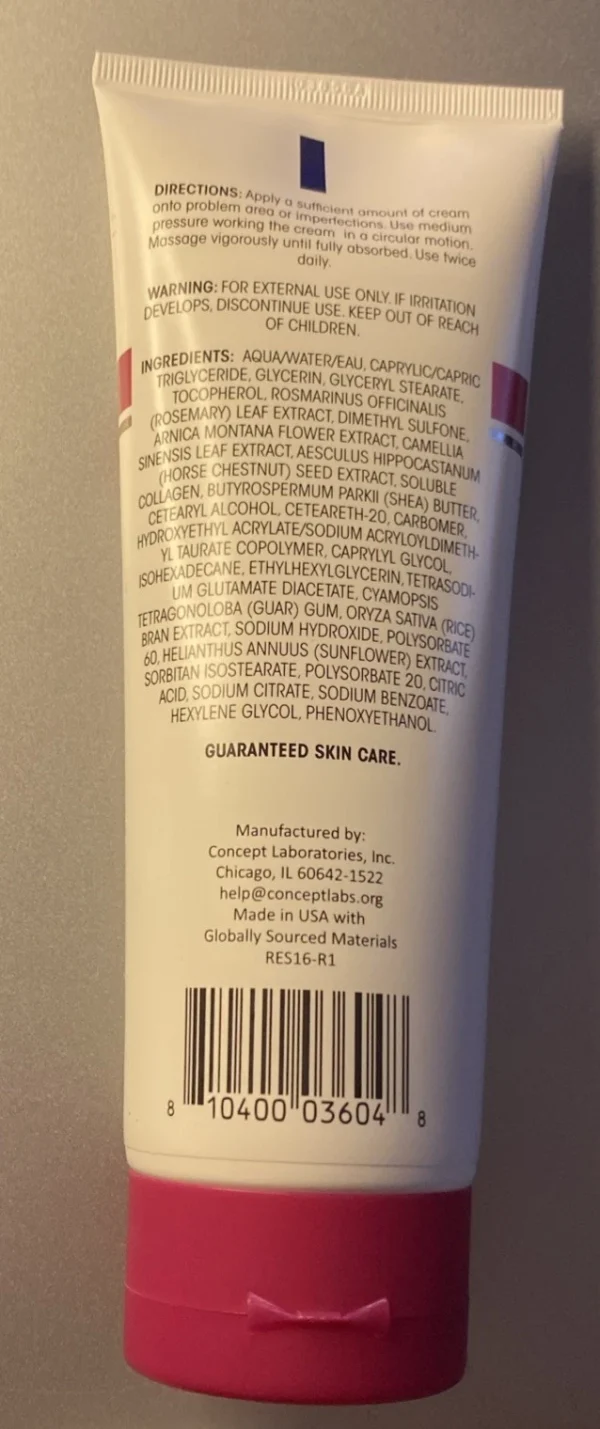 DIRECTIONS: Apply a sufficient amount of cream
onto problem area or imperfections. Use medium
pressure working the cream in a circular motion.
Massage vigorously until fully absorbed. Use twice
daily.
WARNING: FOR EXTERNAL USE ONLY. IF IRRITATION
DEVELOPS, DISCONTINUE USE. KEEP OUT OF REACH
OF CHILDREN.
INGREDIENTS: AQUA/WATER/EAU, CAPRYLIC/CAPRIC
TRIGLYCERIDE, GLYCERIN, GLYCERYL STEARATE,
TOCOPHEROL, ROSMARINUS OFFICINALIS
(ROSEMARY) LEAF EXTRACT, DIMETHYL SULFONE,
ARNICA MONTANA FLOWER EXTRACT, CAMELLIA
SINENSIS LEAF EXTRACT, AESCULUS HIPPOCASTANUM
(HORSE CHESTNUT) SEED EXTRACT, SOLUBLE
COLLAGEN, BUTYROSPERMUM PARKII (SHEA) BUTTER,
CETEARYL ALCOHOL, CETEARETH-20, CARBOMER,
HYDROXYETHYL ACRYLATE/SODIUM ACRYLOYLDIMETH-
YL TAURATE COPOLYMER, CAPRYLYL GLYCOL,
ISOHEXADECANE, ETHYLHEXYLGLYCERIN, TETRASODI-
UM GLUTAMATE DIACETATE, CYAMOPSIS
TETRAGONOLOBA (GUAR) GUM, ORYZA SATIVA (RICE)
BRAN EXTRACT, SODIUM HYDROXIDE, POLYSORBATE
60, HELIANTHUS ANNUUS (SUNFLOWER) EXTRACT,
SORBITAN ISOSTEARATE, POLYSORBATE 20, CITRIC
ACID, SODIUM CITRATE, SODIUM BENZOATE,
HEXYLENE GLYCOL, PHENOXYETHANOL.
GUARANTEED SKIN CARE.
Manufactured by:
Concept Laboratories, Inc.
Chicago, IL 60642-1522
help@conceptlabs.org
Made in USA with
Globally Sourced Materials
RES16-R1
8 10400 03604 8